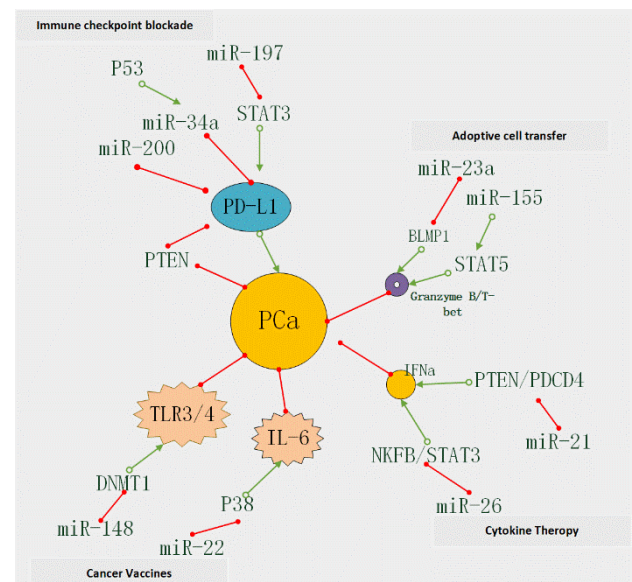 Immune checkpoint blockade
miR-197
P53
STAT3
miR-34a
miR-200
Adoptive cell transfer
miR-23a
miR-155
PD-L1
BLMP1
PTEN
STAT5
Granzyme B/T-
bet
PCa
IFNa
PTEN/PDCD4
TLR3/4
IL-6
miR-21
NKFB/STAT3
DNMT1
P38
miR-26
miR-148
miR-22
Cytokine Theropy
Cancer Vaccines